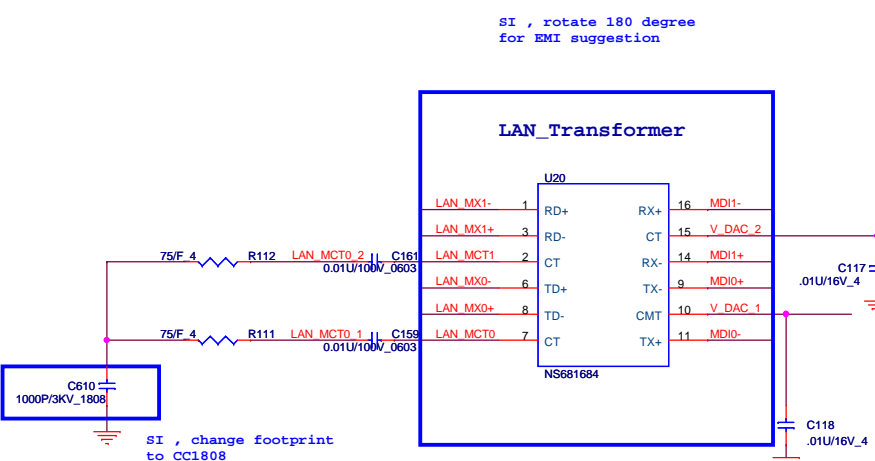 SI , rotate 180 degree
for EMI suggestion
LAN_Transformer
U20
LAN_MX1-
1
RD+
RX+
16
MDI1-
LAN_MX1+
3
RD-
CT
15
V_DAC_2
75/F_4
R112
LAN_MCT0_2
C161
0.01U/100V_0603
LAN_MCT1
2
CT
RX-
14
MDI1+
LAN_MX0-
6
TD+
TX-
9
MDI0+
C117
.01U/16V_4
LAN_MX0+
8
TD-
CMT
10
V_DAC_1
75/F_4
R111
LAN_MCT0_1
C159
0.01U/100V_0603
LAN_MCT0
7
CT
TX+
11
MDI0-
NS681684
C610
1000P/3KV_1808
C118
.01U/16V_4
SI , change footprint
to CC1808